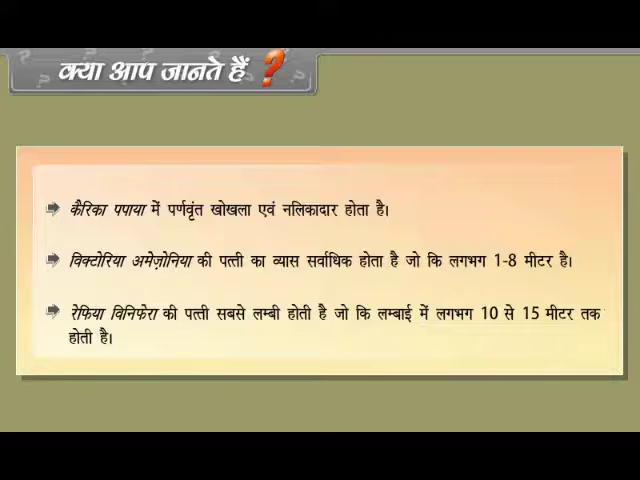 क्या आप जानते हैं ?
कैरिका पपाया में पर्णवृंत खोखला एवं नलिकादार होता है।
विक्टोरिया अमेज़ोनिया की पत्ती का व्यास सर्वाधिक होता है जो कि लगभग 1-8 मीटर है।
रेफिया विनिफेरा की पत्ती सबसे लम्बी होती है जो कि लम्बाई में लगभग 10 से 15 मीटर तक
होती है।